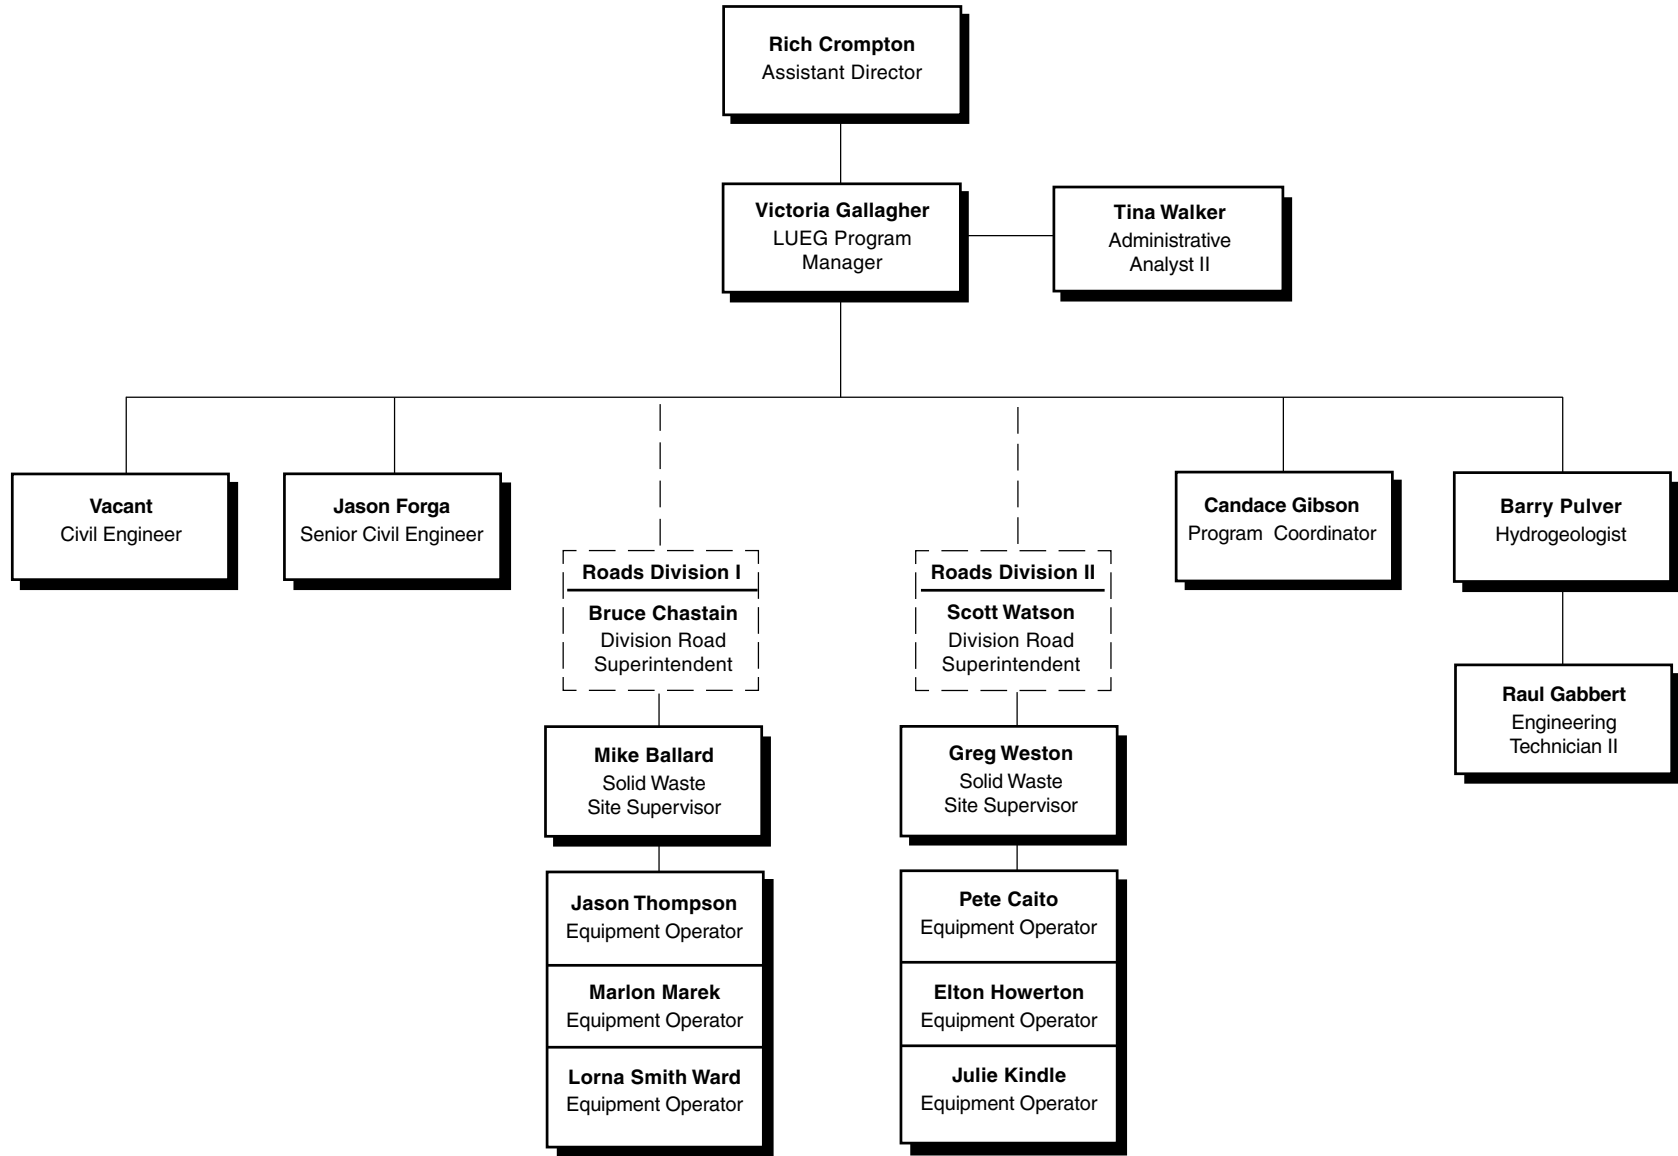 Rich Crompton
Assistant Director
Victoria Gallagher
LUEG Program
Manager
Tina Walker
Administrative
Analyst II
Vacant
Civil Engineer
Jason Forga
Senior Civil Engineer
Roads Division I
Bruce Chastain
Division Road
Superintendent
Mike Ballard
Solid Waste
Site Supervisor
Jason Thompson
Equipment Operator
Marlon Marek
Equipment Operator
Lorna Smith Ward
Equipment Operator
Roads Division II
Scott Watson
Division Road
Superintendent
Greg Weston
Solid Waste
Site Supervisor
Pete Caito
Equipment Operator
Elton Howerton
Equipment Operator
Julie Kindle
Equipment Operator
Candace Gibson
Program Coordinator
Barry Pulver
Hydrogeologist
Raul Gabbert
Engineering
Technician II